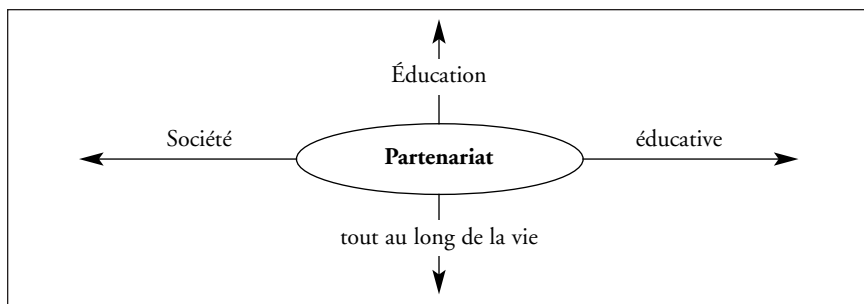 Éducation
Société
Partenariat
éducative
tout au long de la vie